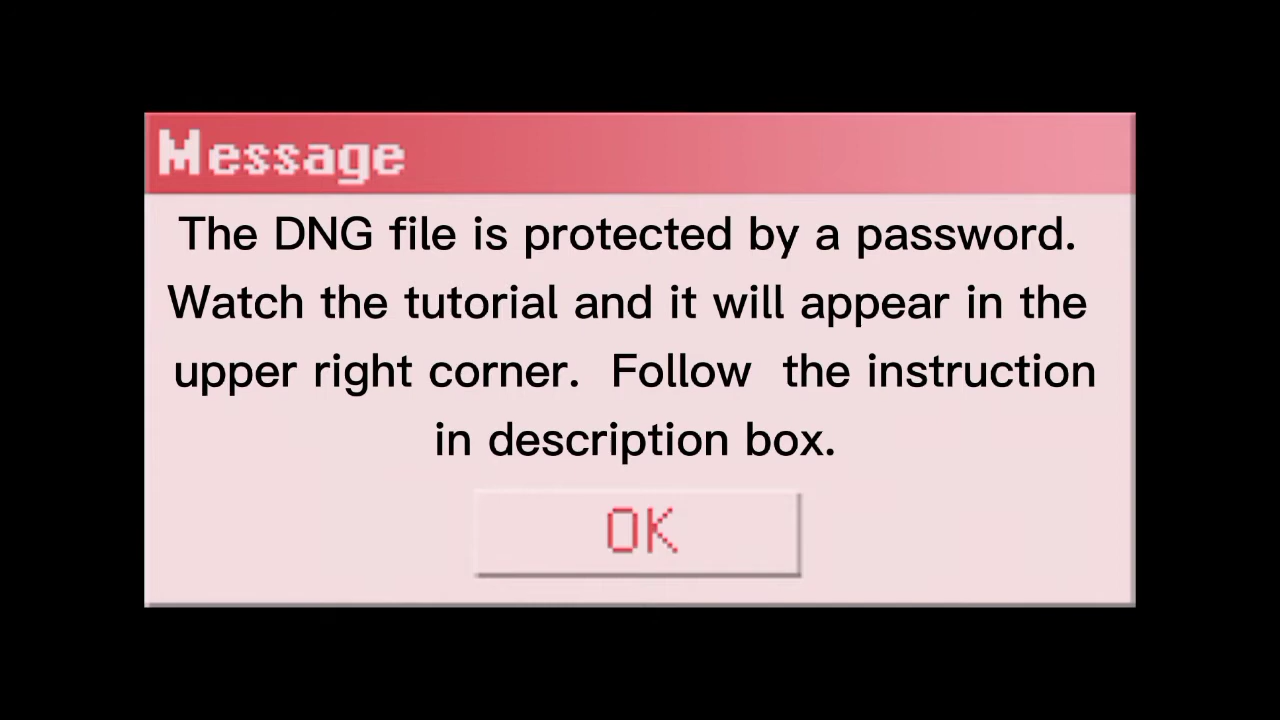 Message
The DNG file is protected by a password.
Watch the tutorial and it will appear in the
upper right corner.  Follow  the instruction
in description box.
OK